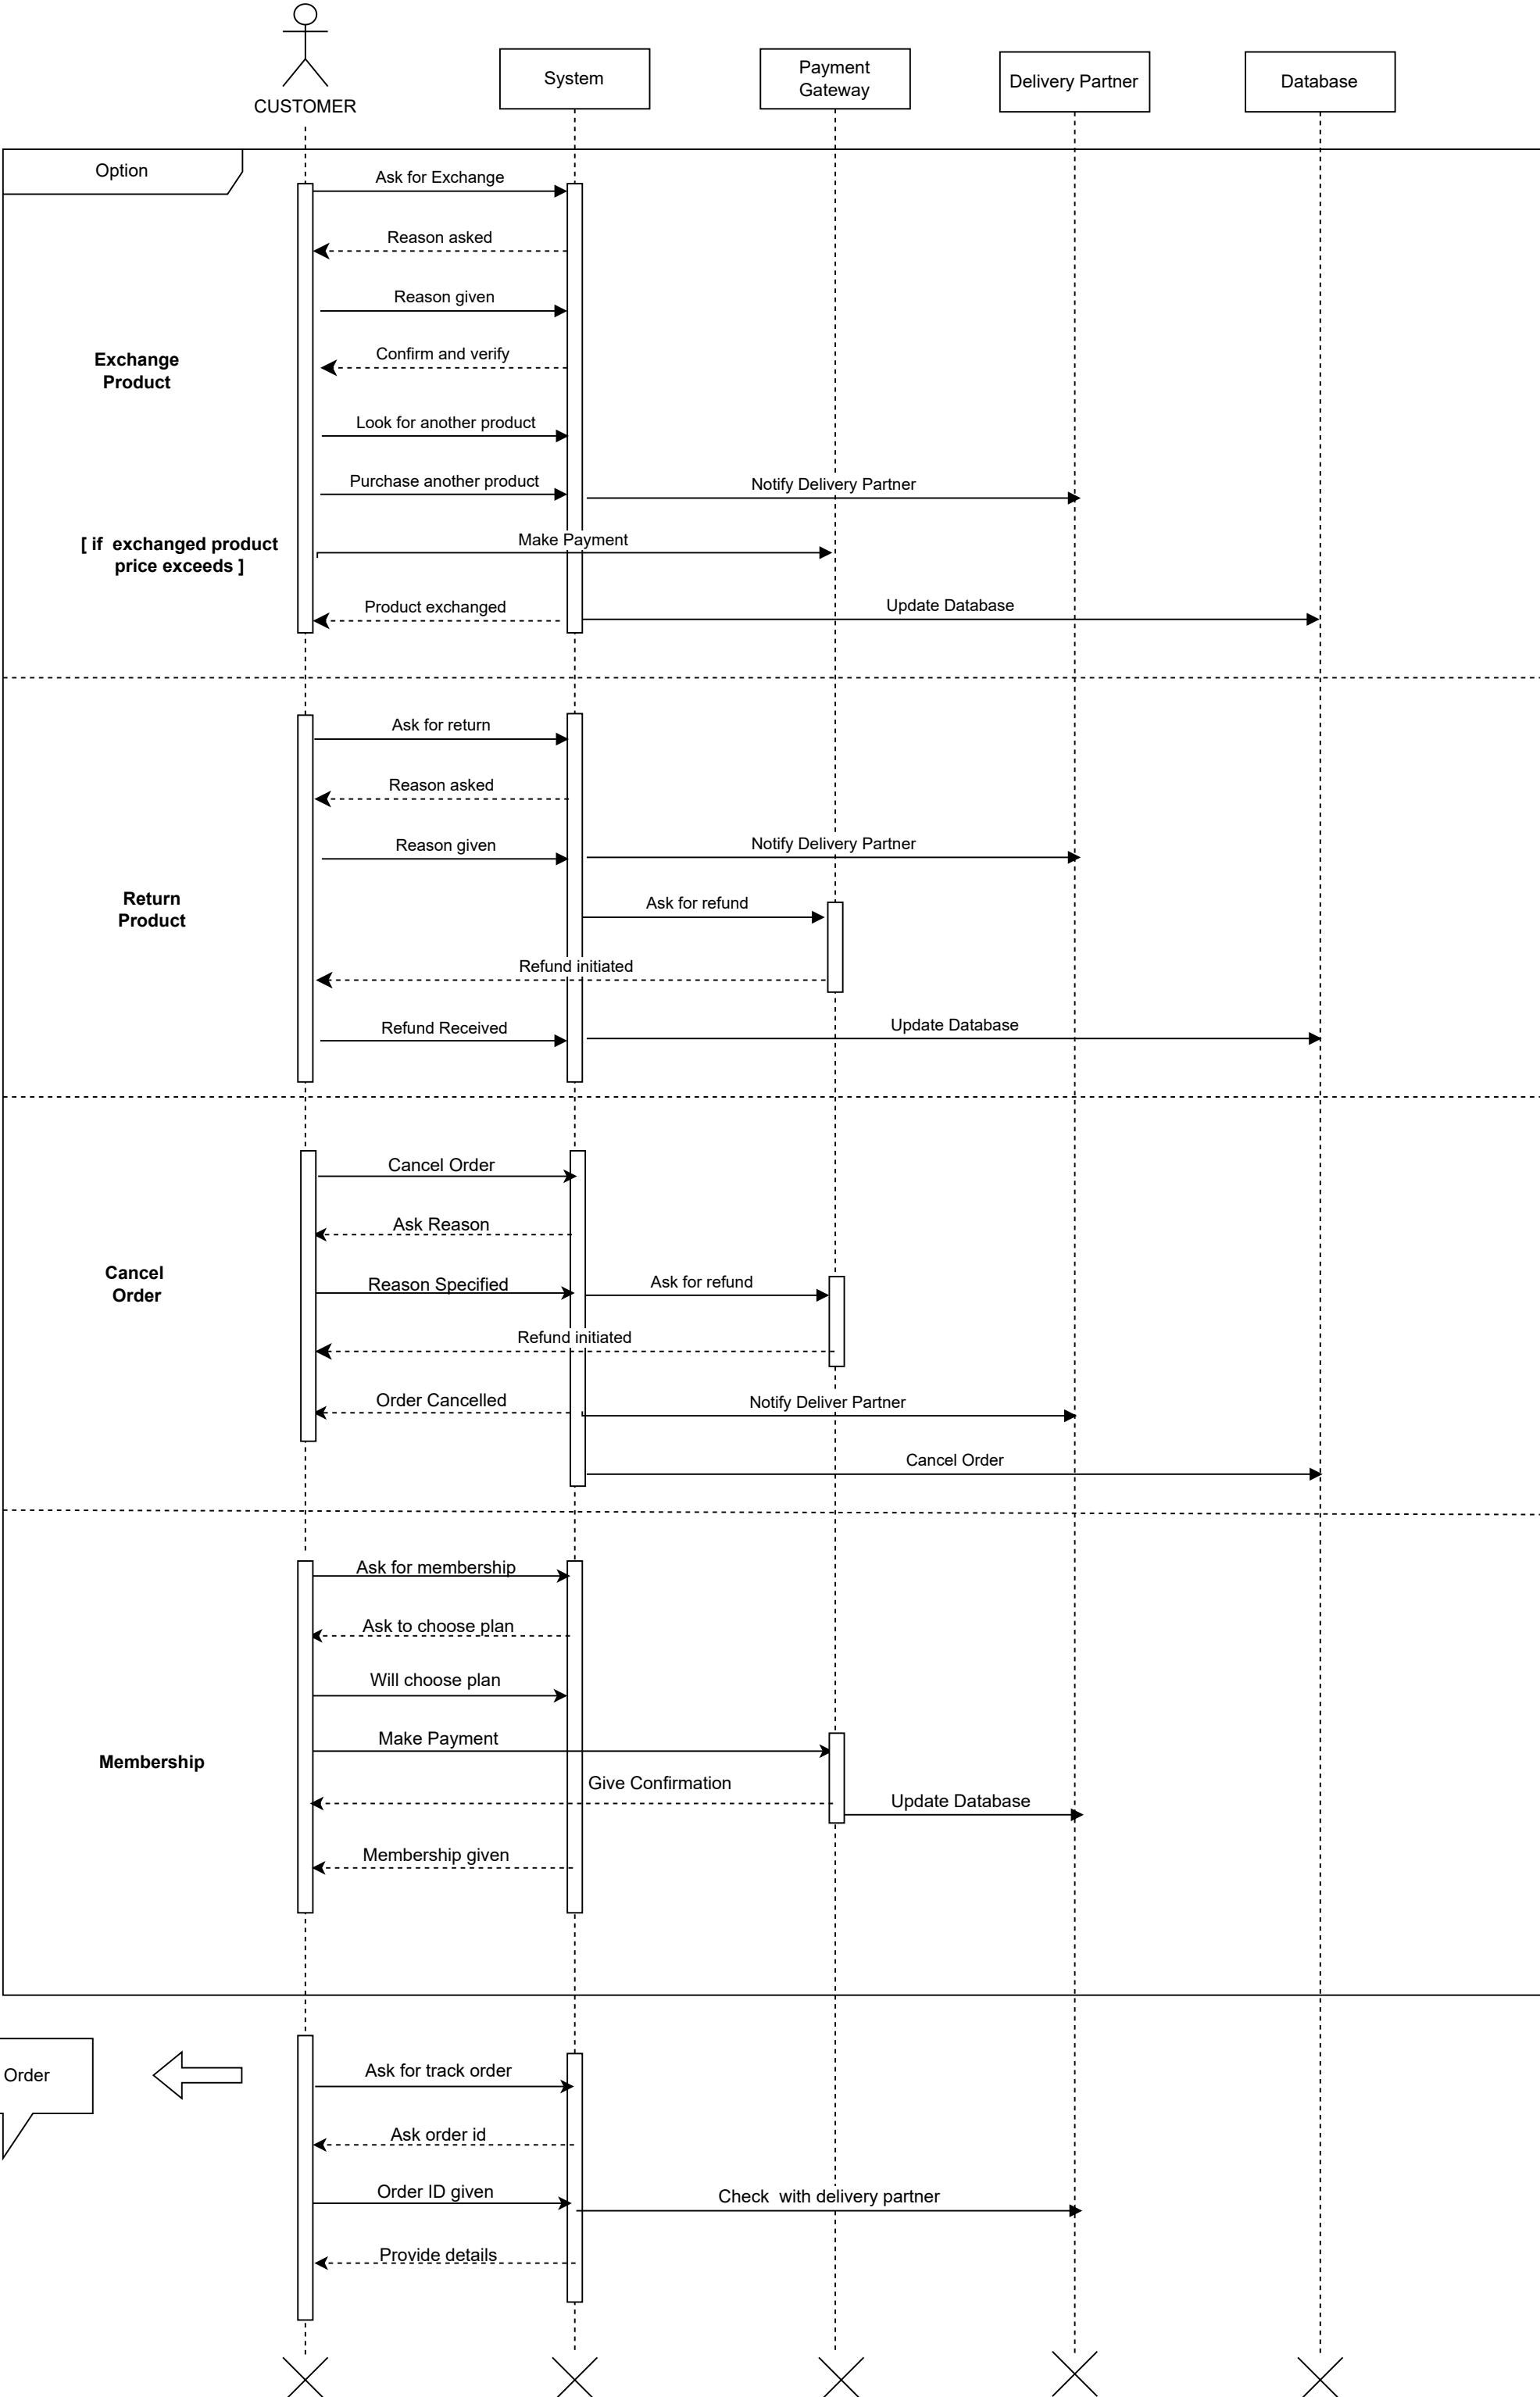 CUSTOMER
System
Payment
Gateway
Delivery Partner
Database
Option
Ask for Exchange
Reason asked
Reason given
Confirm and verify
Exchange
Product
Look for another product
Purchase another product
Notify Delivery Partner
[ if  exchanged product
price exceeds ]
Make Payment
Product exchanged
Update Database
Ask for return
Reason asked
Reason given
Notify Delivery Partner
Return
Product
Ask for refund
Refund initiated
Refund Received
Update Database
Cancel Order
Ask Reason
Cancel
Order
Reason Specified
Ask for refund
Refund initiated
Order Cancelled
Notify Deliver Partner
Cancel Order
Ask for membership
Ask to choose plan
Will choose plan
Make Payment
Membership
Give Confirmation
Update Database
Membership given
Order
Ask for track order
Ask order id
Order ID given
Check  with delivery partner
Provide details